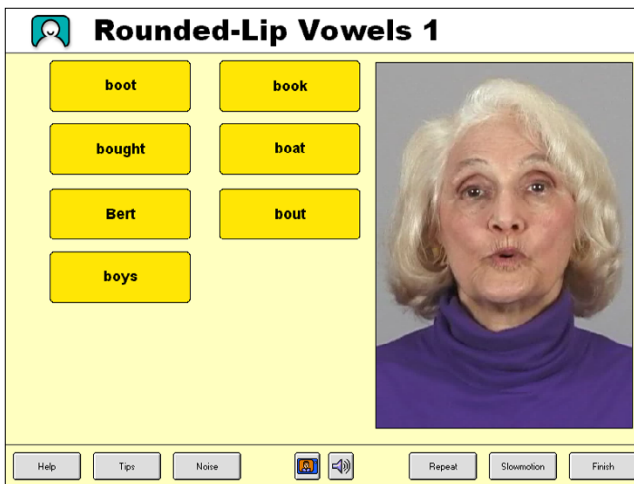 Rounded-Lip Vowels 1
boot book
bought boat
Bert bout
boys
Help Tips Noise Repeat Slowmotion Finish